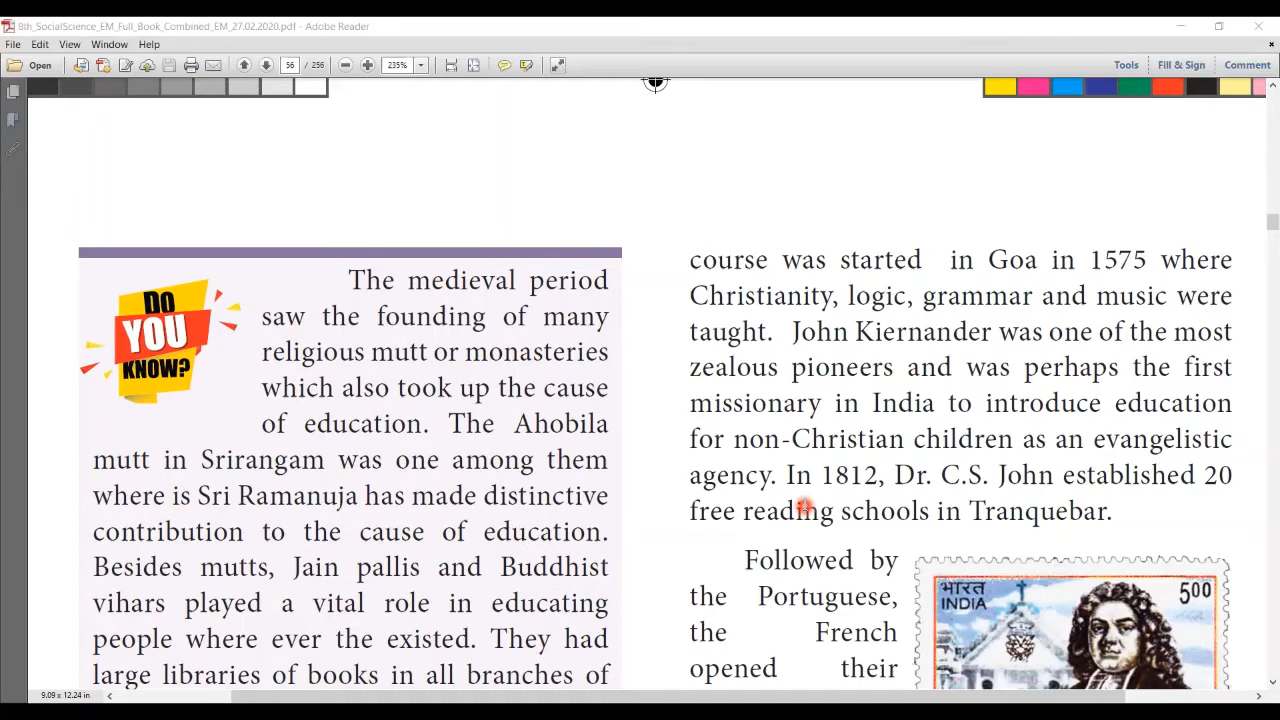 8th_SocialScience_EM_Full_Book_Combined_EM_27.02.2020.pdf - Adobe Reader
File Edit View Window Help
Open 56 / 256 235% Tools Fill & Sign Comment
DO
YOU
KNOW?
The medieval period
saw the founding of many
religious mutt or monasteries
which also took up the cause
of education. The Ahobila
mutt in Srirangam was one among them
where is Sri Ramanuja has made distinctive
contribution to the cause of education.
Besides mutts, Jain pallis and Buddhist
vihars played a vital role in educating
people where ever the existed. They had
large libraries of books in all branches of
course was started in Goa in 1575 where
Christianity, logic, grammar and music were
taught. John Kiernander was one of the most
zealous pioneers and was perhaps the first
missionary in India to introduce education
for non-Christian children as an evangelistic
agency. In 1812, Dr. C.S. John established 20
free reading schools in Tranquebar.
Followed by
the Portuguese,
the French
opened their
भारत
INDIA
500
9.09 x 12.24 in